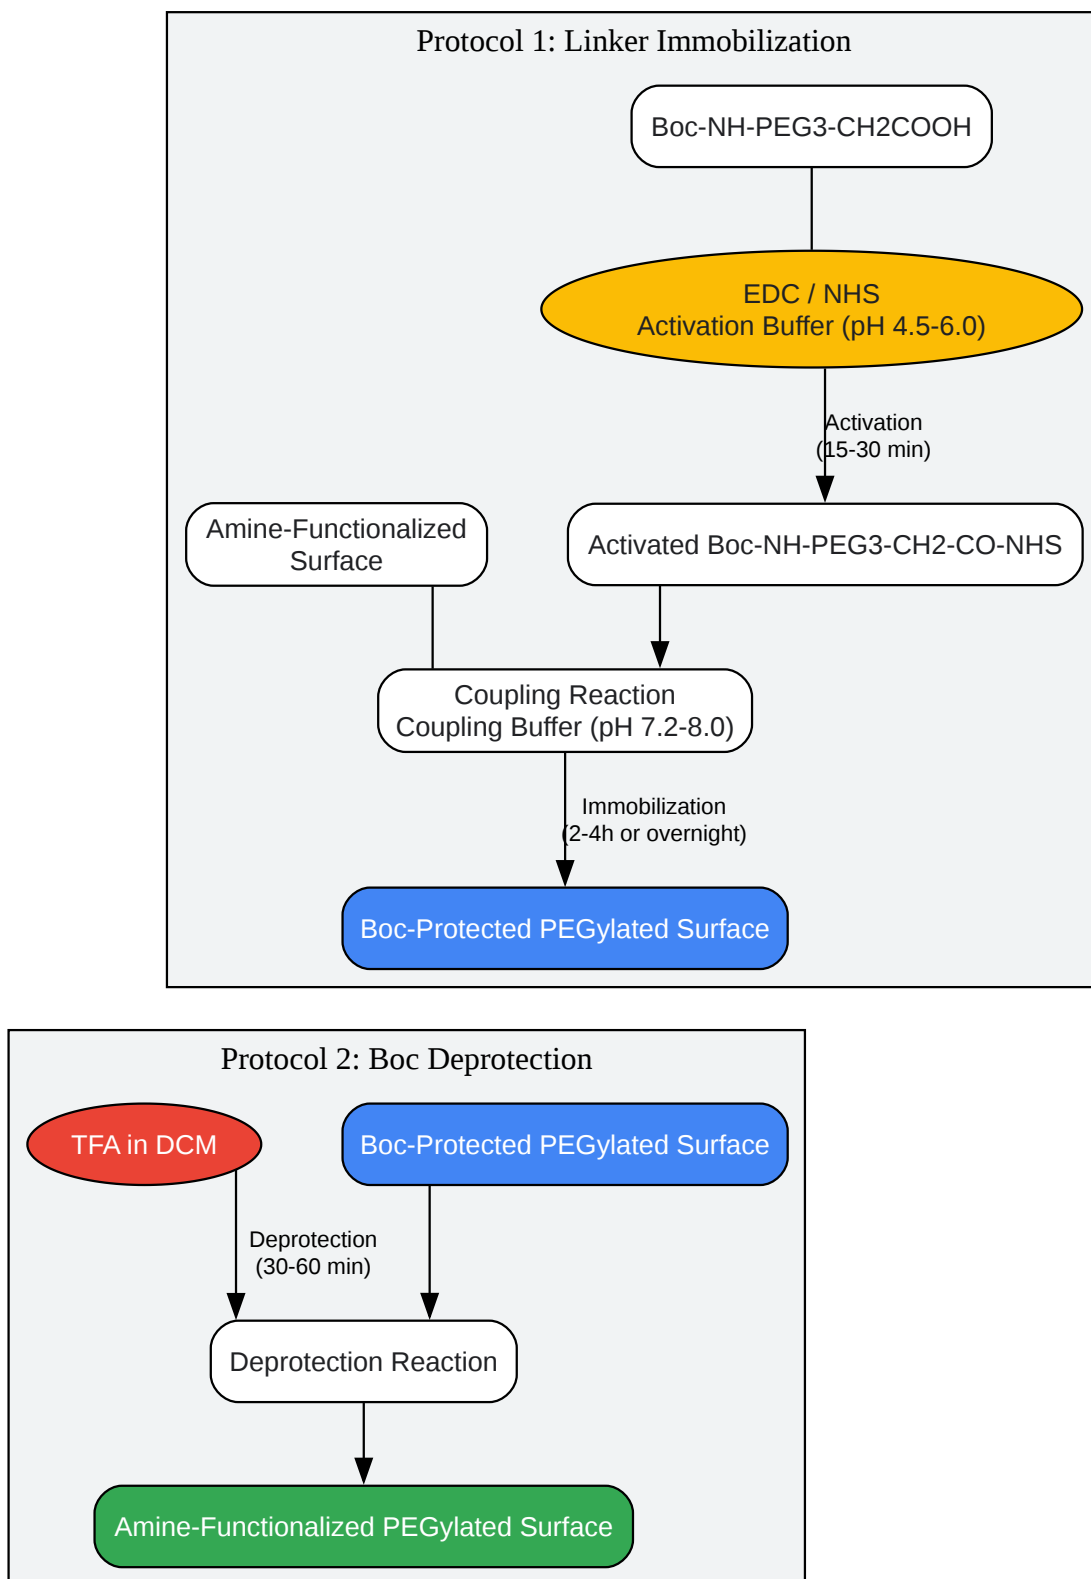 Protocol 1: Linker Immobilization
Boc-NH-PEG3-CH2COOH
EDC / NHS
Activation Buffer (pH 4.5-6.0)
Activation
(15-30 min)
Amine-Functionalized
Surface
Activated Boc-NH-PEG3-CH2-CO-NHS
Coupling Reaction
Coupling Buffer (pH 7.2-8.0)
Immobilization
(2-4h or overnight)
Boc-Protected PEGylated Surface
Protocol 2: Boc Deprotection
TFA in DCM
Boc-Protected PEGylated Surface
Deprotection
(30-60 min)
Deprotection Reaction
Amine-Functionalized PEGylated Surface